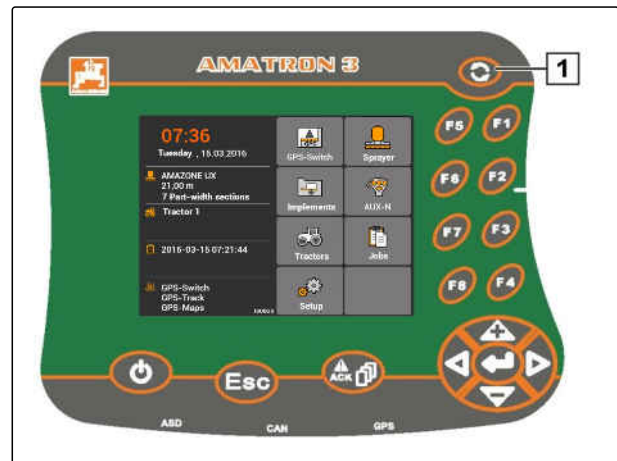 AMATRON 3
1
07:36
Tuesday , 15.03.2016
AMAZONE UX
21,00 m
7 Part-width sections
Tractor 1
2016-03-15 07:21:44
GPS-Switch
GPS-Track
GPS-Maps
GPS-Switch
Sprayer
Implements
AUX-N
Tractors
Jobs
Setup
F5
F1
F6
F2
F7
F3
F8
F4
Esc
ACK
ASD
CAN
GPS